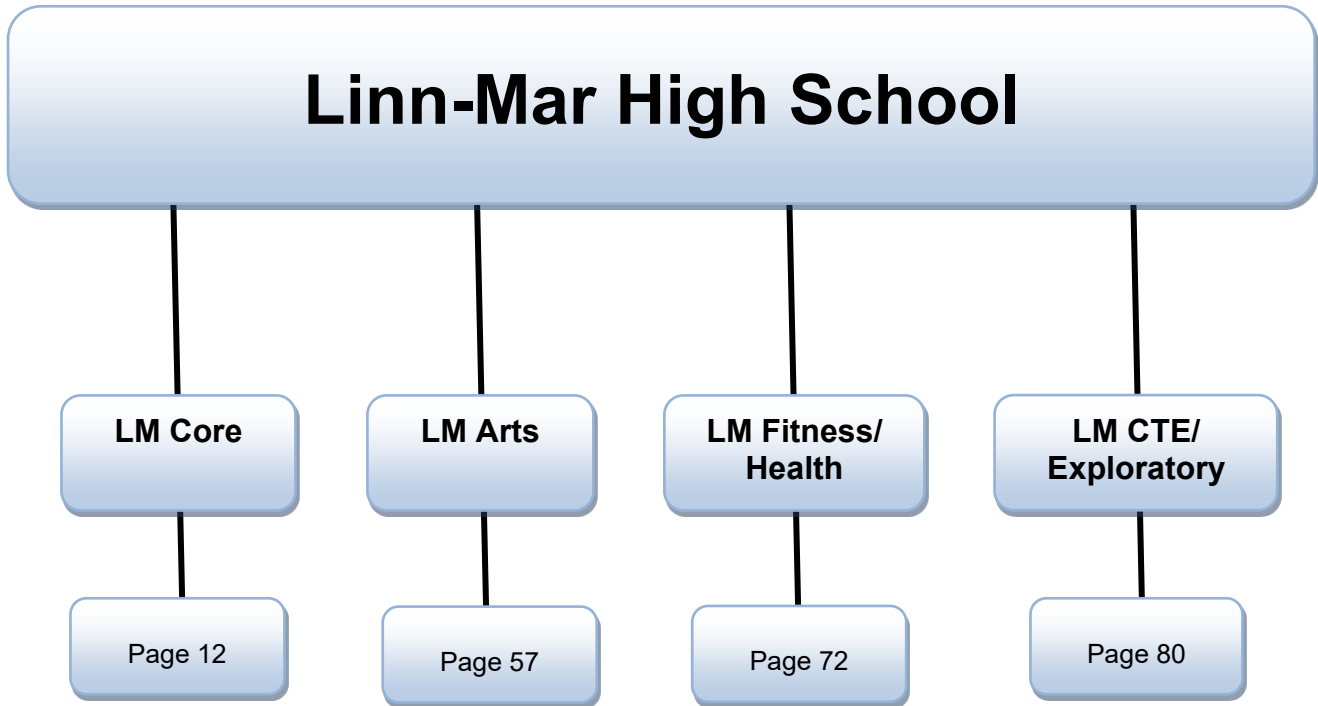 Linn-Mar High School
LM Core
LM Arts
LM Fitness/
Health
LM CTE/
Exploratory
Page 12
Page 57
Page 72
Page 80